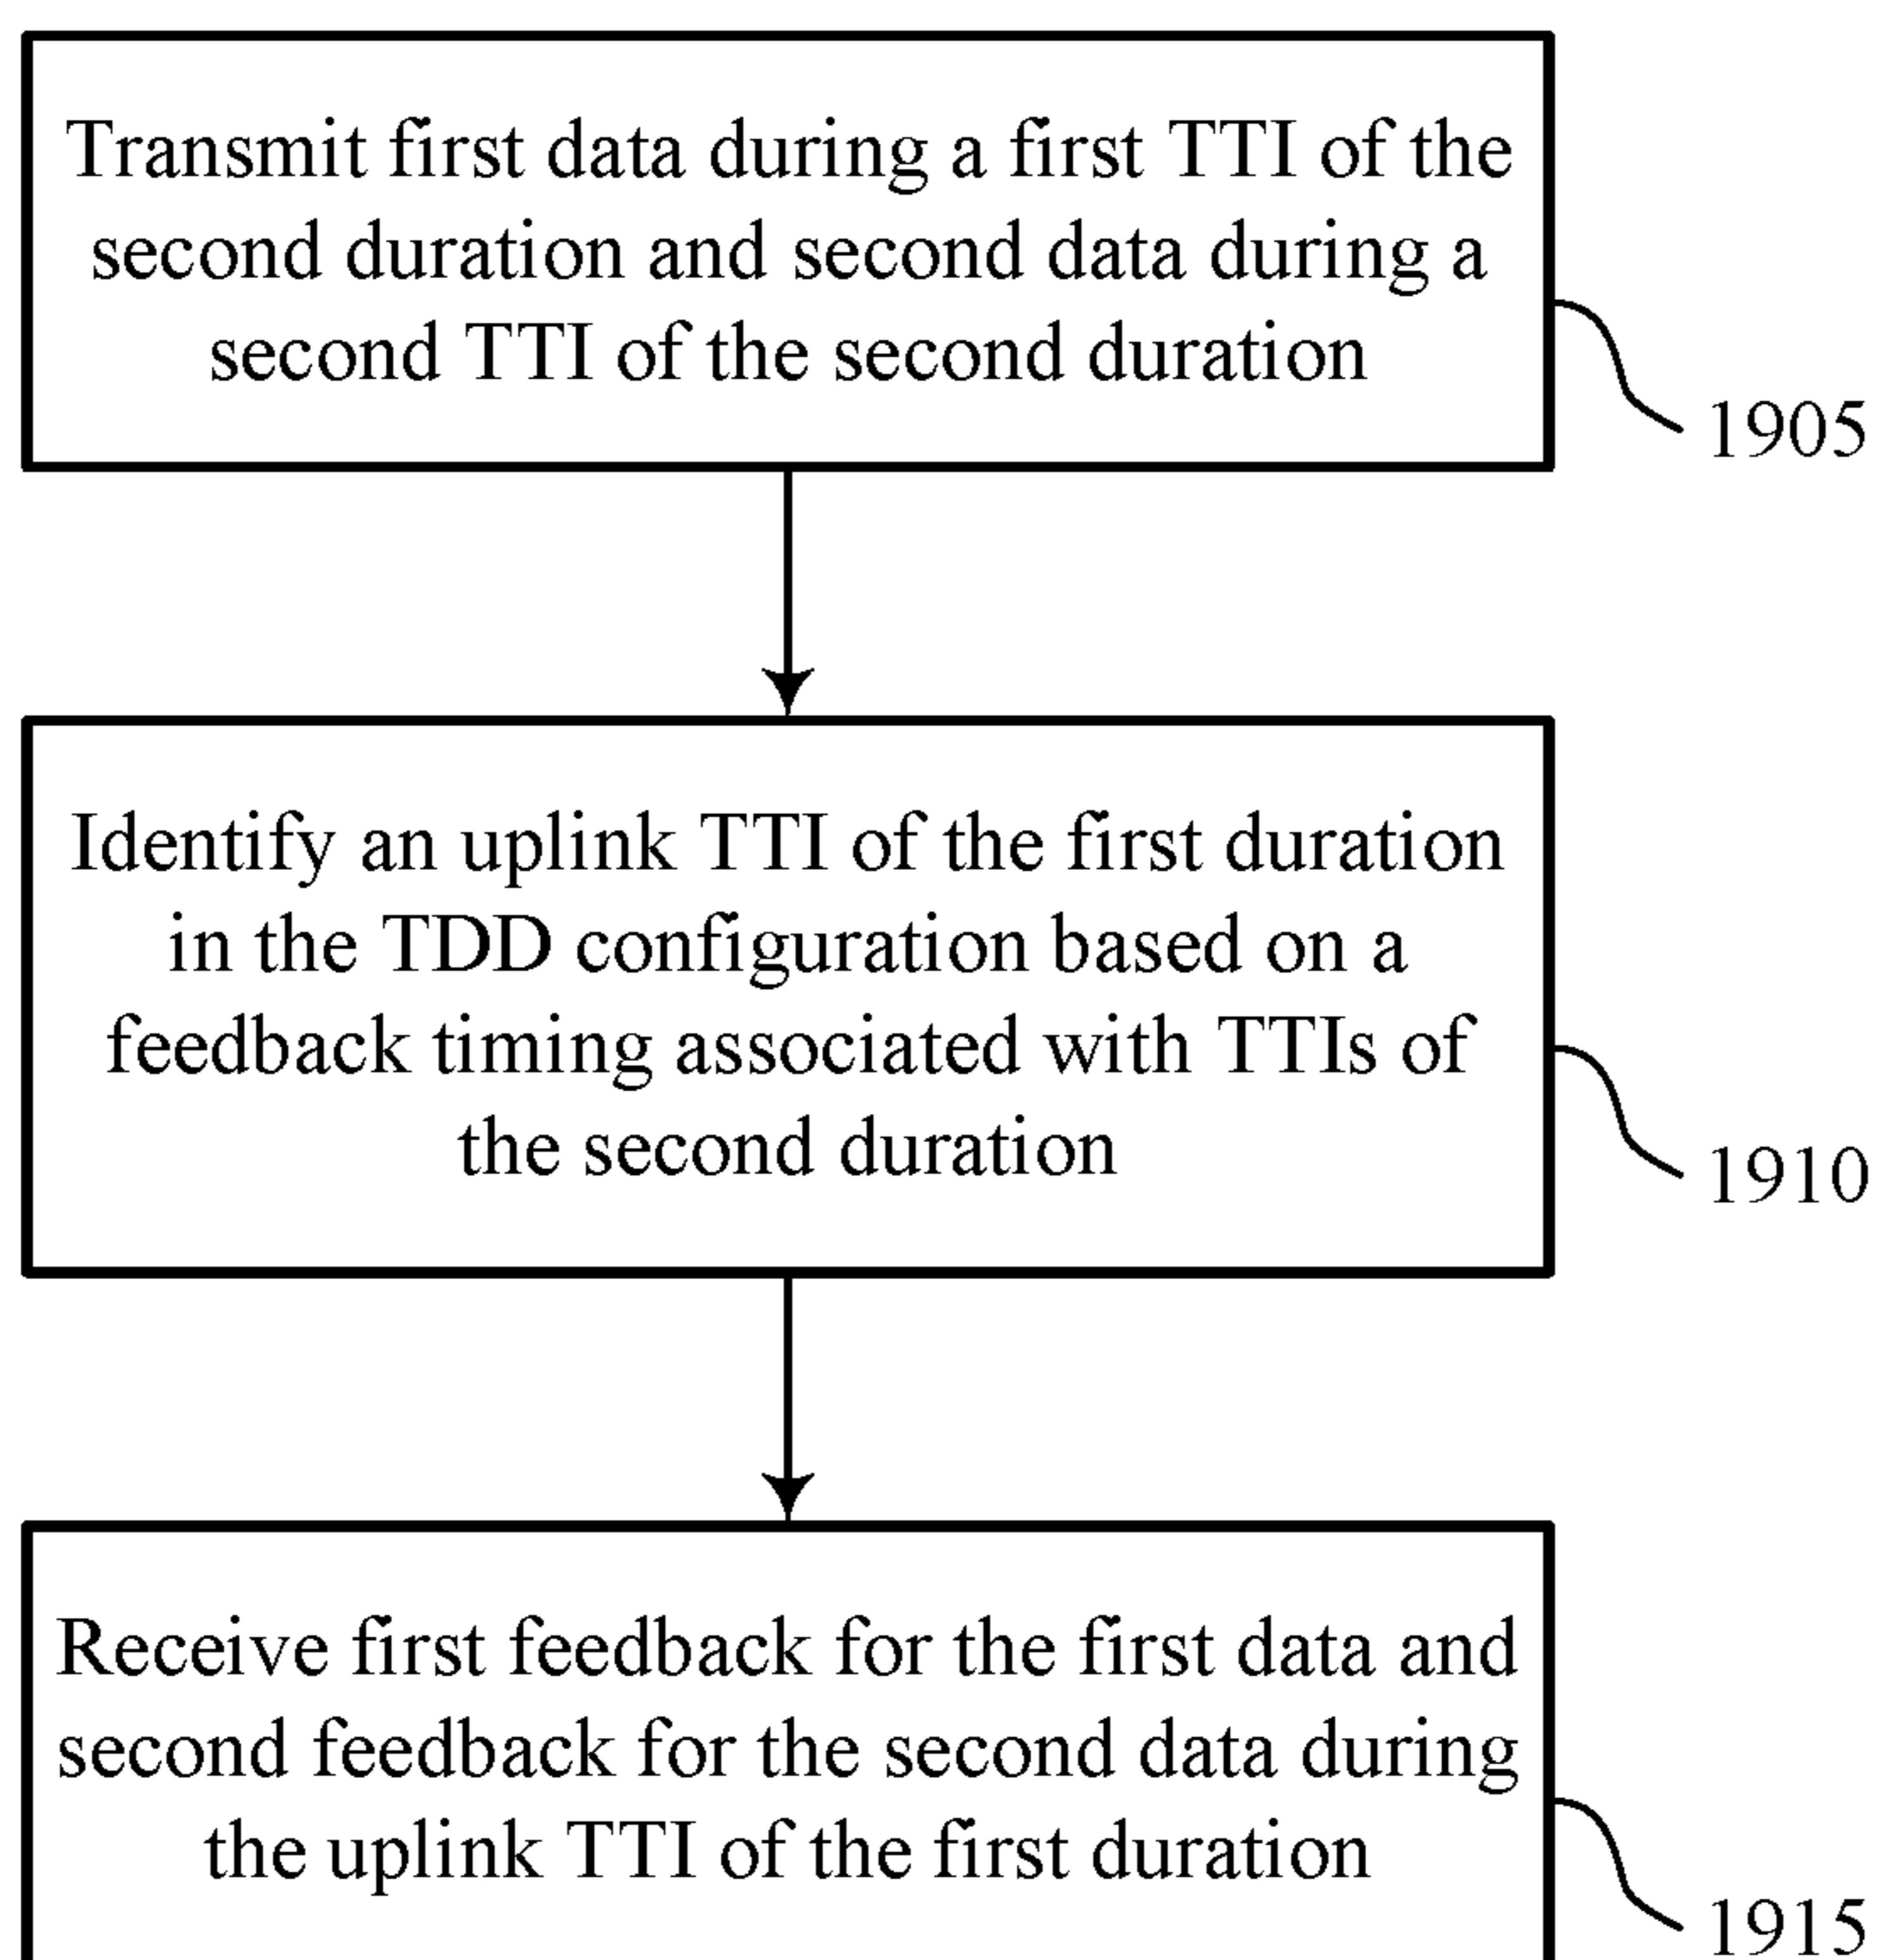 Transmit first data during a first TTI of the
second duration and second data during a
second TTI of the second duration
1905
Identify an uplink TTI of the first duration
in the TDD configuration based on a
feedback timing associated with TTIs of
the second duration
1910
Receive first feedback for the first data and
second feedback for the second data during
the uplink TTI of the first duration
1915